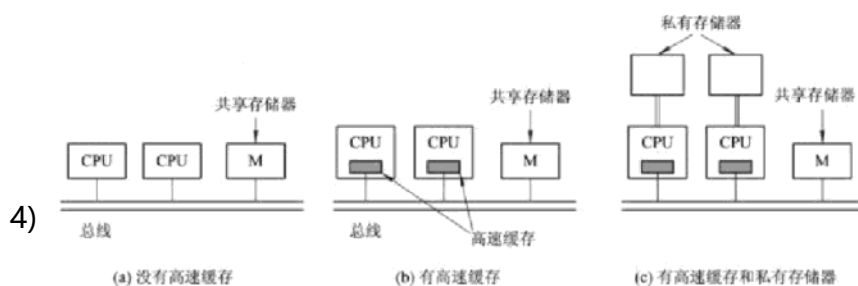 私有存储器
共享存储器
共享存储器
共享存储器
CPU
CPU
M
CPU
CPU
M
CPU
CPU
M
4)
总线
总线
高速缓存
(a) 没有高速缓存
(b) 有高速缓存
(c) 有高速缓存和私有存储器